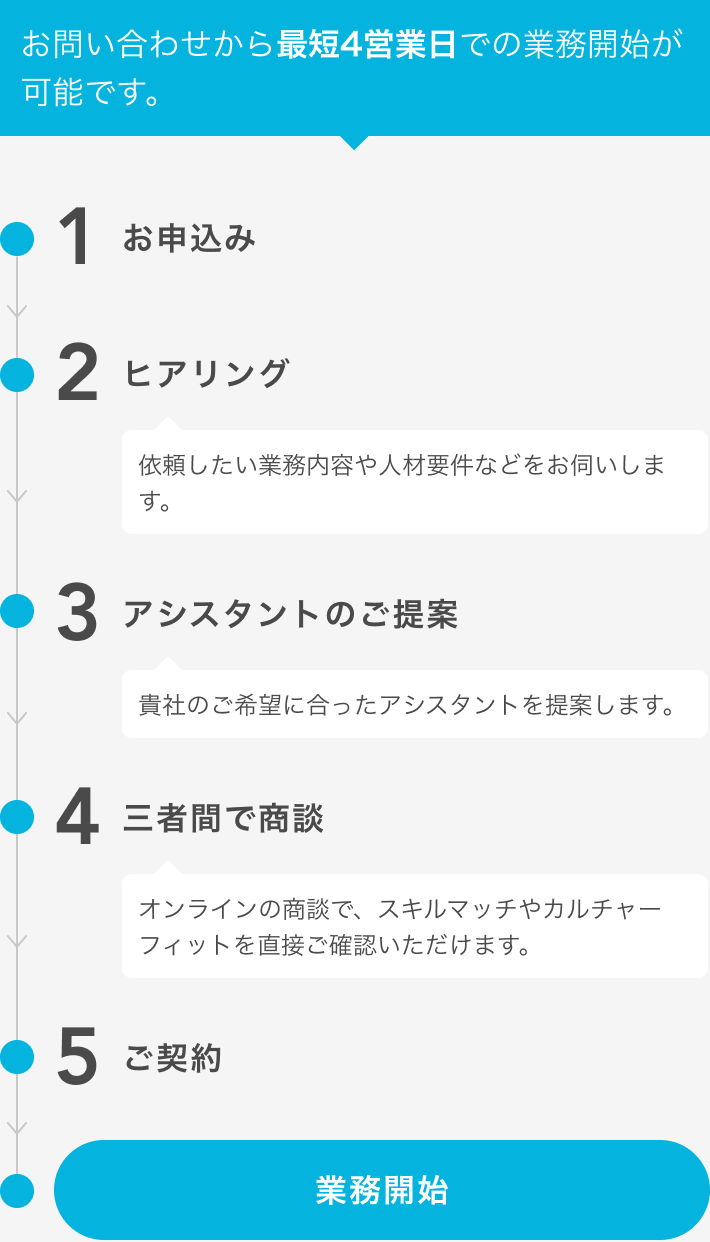 お問い合わせから最短4営業日での業務開始が
可能です。
1 お申込み
2 ヒアリング
依頼したい業務内容や人材要件などをお伺いしま
す。
3 アシスタントのご提案
貴社のご希望に合ったアシスタントを提案します。
4 三者間で商談
オンラインの商談で、スキルマッチやカルチャー
フィットを直接ご確認いただけます。
5 ご契約
業務開始